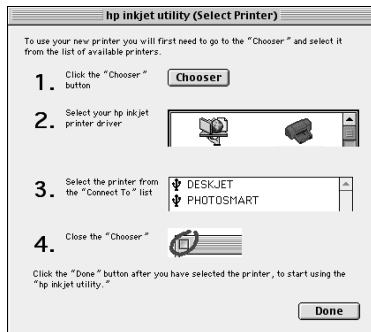 hp inkjet utility (Select Printer)
To use your new printer you will first need to go to the "Chooser" and select it
from the list of available printers.
1. Click the "Chooser"
button
Chooser
2. Select your hp inkjet
printer driver
3. Select the printer from
the "Connect To" list
DESKJET
PHOTOSMART
4. Close the "Chooser"
Click the "Done" button after you have selected the printer, to start using the
"hp inkjet utility."
Done